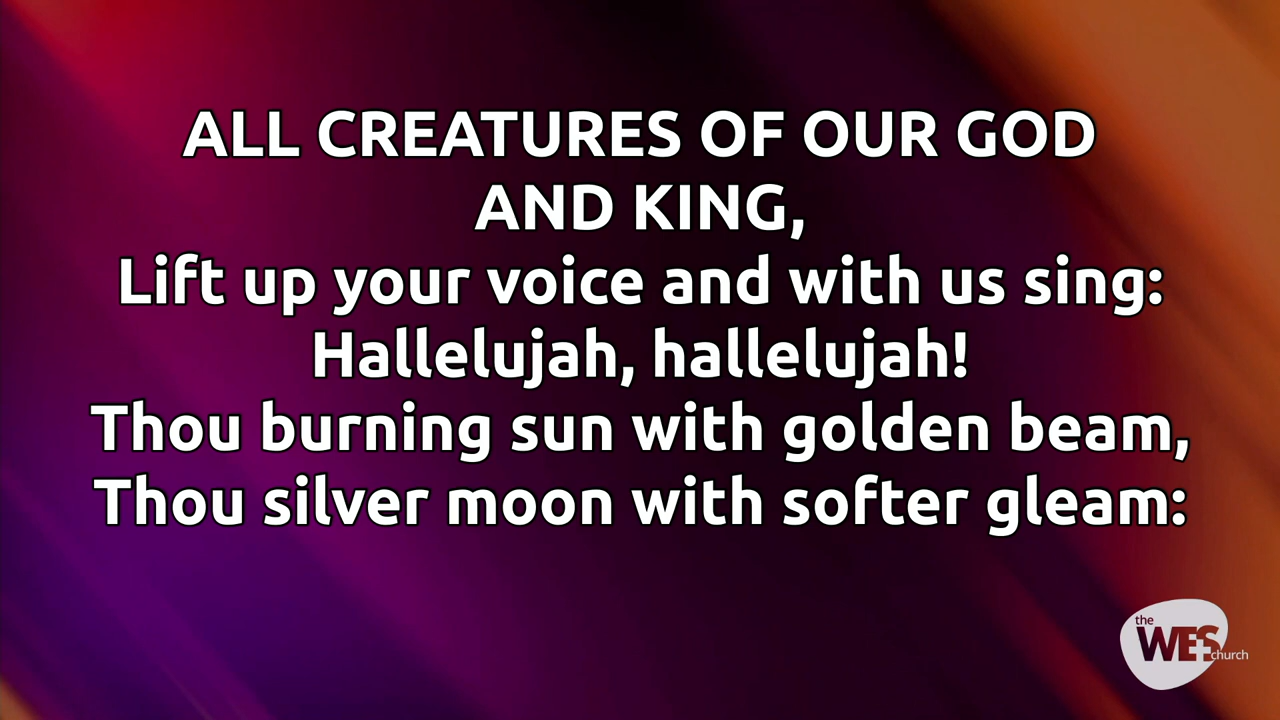 ALL CREATURES OF OUR GOD
AND KING,
Lift up your voice and with us sing:
Hallelujah, hallelujah!
Thou burning sun with golden beam,
Thou silver moon with softer gleam:
the
WES
church